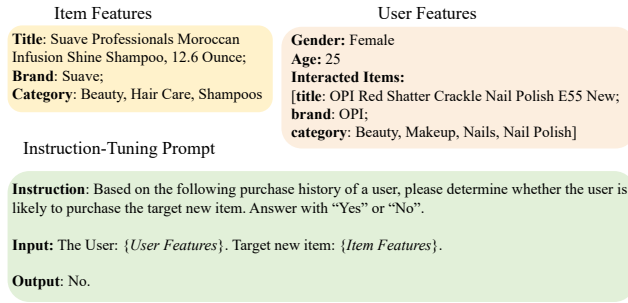 Item Features
Title: Suave Professionals Moroccan
Infusion Shine Shampoo, 12.6 Ounce;
Brand: Suave;
Category: Beauty, Hair Care, Shampoos
User Features
Gender: Female
Age: 25
Interacted Items:
[title: OPI Red Shatter Crackle Nail Polish E55 New;
brand: OPI;
category: Beauty, Makeup, Nails, Nail Polish]
Instruction-Tuning Prompt
Instruction: Based on the following purchase history of a user, please determine whether the user is
likely to purchase the target new item. Answer with “Yes” or “No”.
Input: The User: {User Features}. Target new item: {Item Features}.
Output: No.